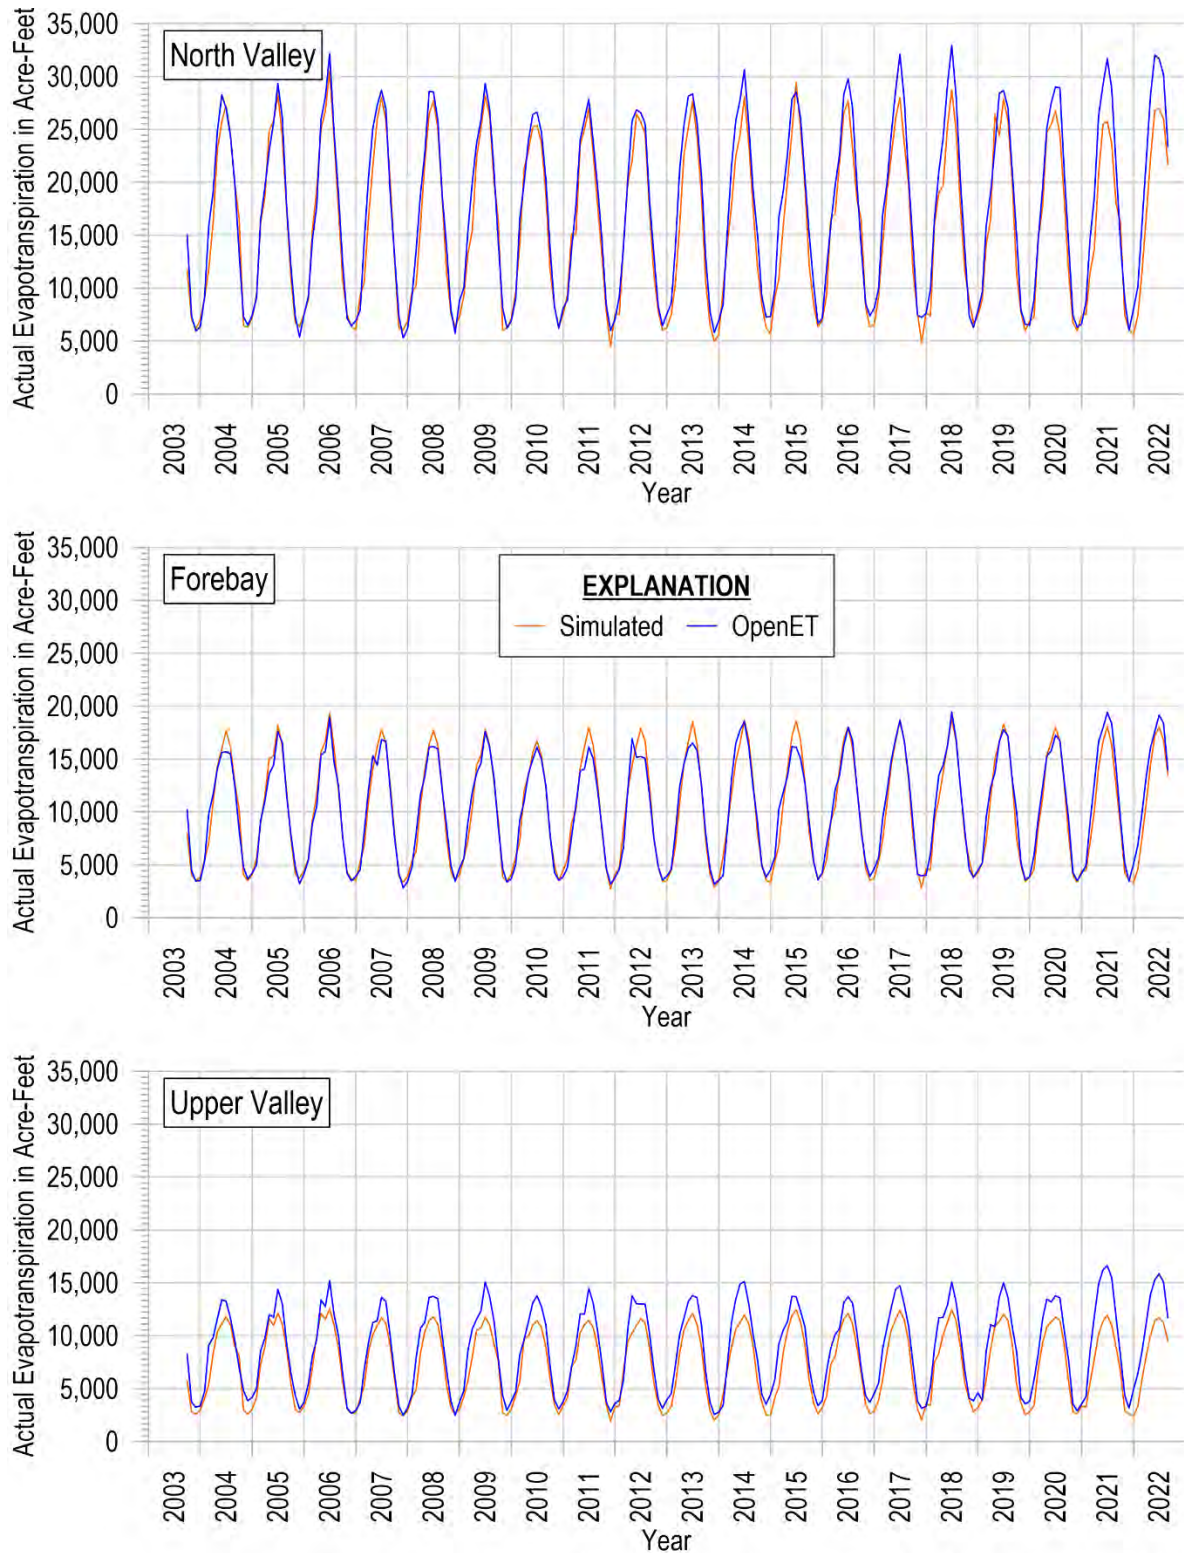 Actual Evapotranspiration in Acre-Feet
35,000
30,000
25,000
20,000
15,000
10,000
5,000
0
North Valley
2003 2004 2005 2006 2007 2008 2009 2010 2011 2012 2013 2014 2015 2016 2017 2018 2019 2020 2021 2022
Year
Actual Evapotranspiration in Acre-Feet
35,000
30,000
25,000
20,000
15,000
10,000
5,000
0
Forebay
EXPLANATION
Simulated OpenET
2003 2004 2005 2006 2007 2008 2009 2010 2011 2012 2013 2014 2015 2016 2017 2018 2019 2020 2021 2022
Year
Actual Evapotranspiration in Acre-Feet
35,000
30,000
25,000
20,000
15,000
10,000
5,000
0
Upper Valley
2003 2004 2005 2006 2007 2008 2009 2010 2011 2012 2013 2014 2015 2016 2017 2018 2019 2020 2021 2022
Year